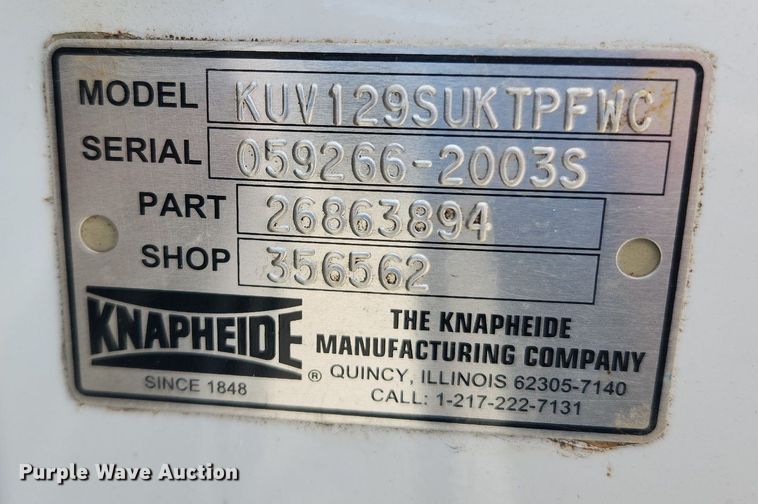 MODEL KUV129SUKTPFWC
SERIAL 059266-2003S
PART 26863894
SHOP 356562
KNAPHEIDE ®
SINCE 1848
THE KNAPHEIDE
MANUFACTURING COMPANY
QUINCY, ILLINOIS 62305-7140
CALL: 1-217-222-7131
Purple Wave Auction